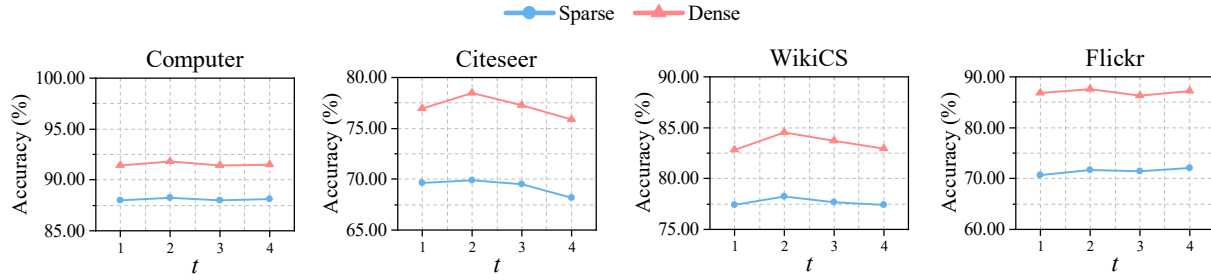 Sparse Dense
Computer
Accuracy (%)
100.00
95.00
90.00
85.00
1 2 3 4
t
Citeseer
Accuracy (%)
80.00
75.00
70.00
65.00
1 2 3 4
t
WikiCS
Accuracy (%)
90.00
85.00
80.00
75.00
1 2 3 4
t
Flickr
Accuracy (%)
90.00
80.00
70.00
60.00
1 2 3 4
t